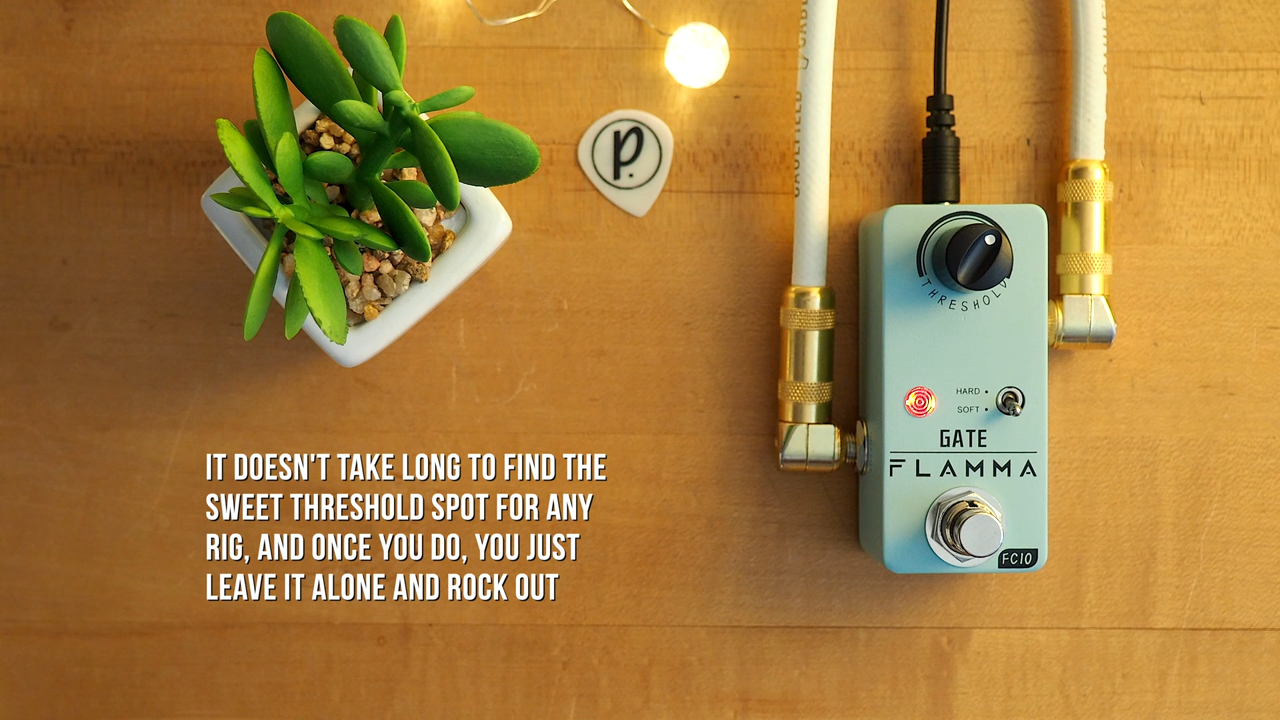 p.
THRESHOLD
HARD
SOFT
GATE
FLAMMA
FC10
IT DOESN'T TAKE LONG TO FIND THE
SWEET THRESHOLD SPOT FOR ANY
RIG, AND ONCE YOU DO, YOU JUST
LEAVE IT ALONE AND ROCK OUT